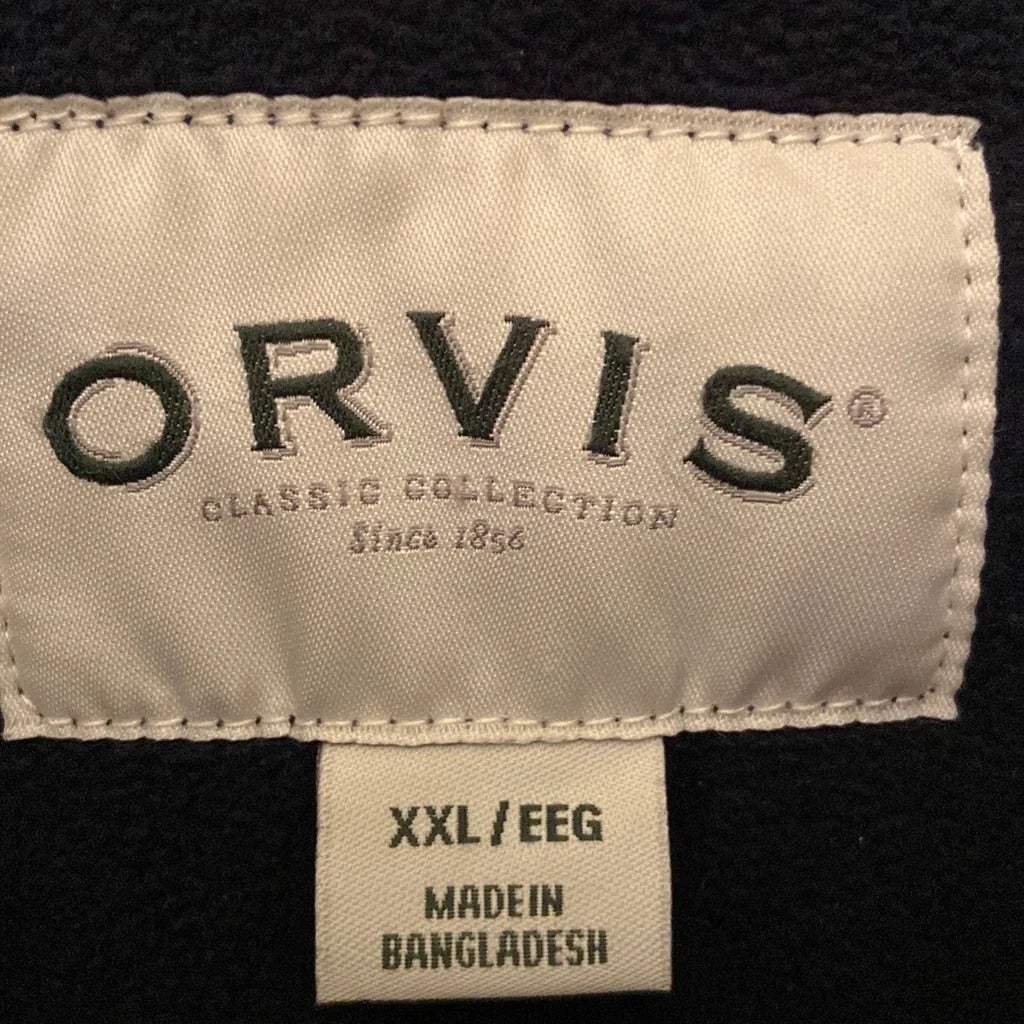 ORVIS®
CLASSIC COLLECTION
Since 1856
XXL/EEG
MADE IN
BANGLADESH